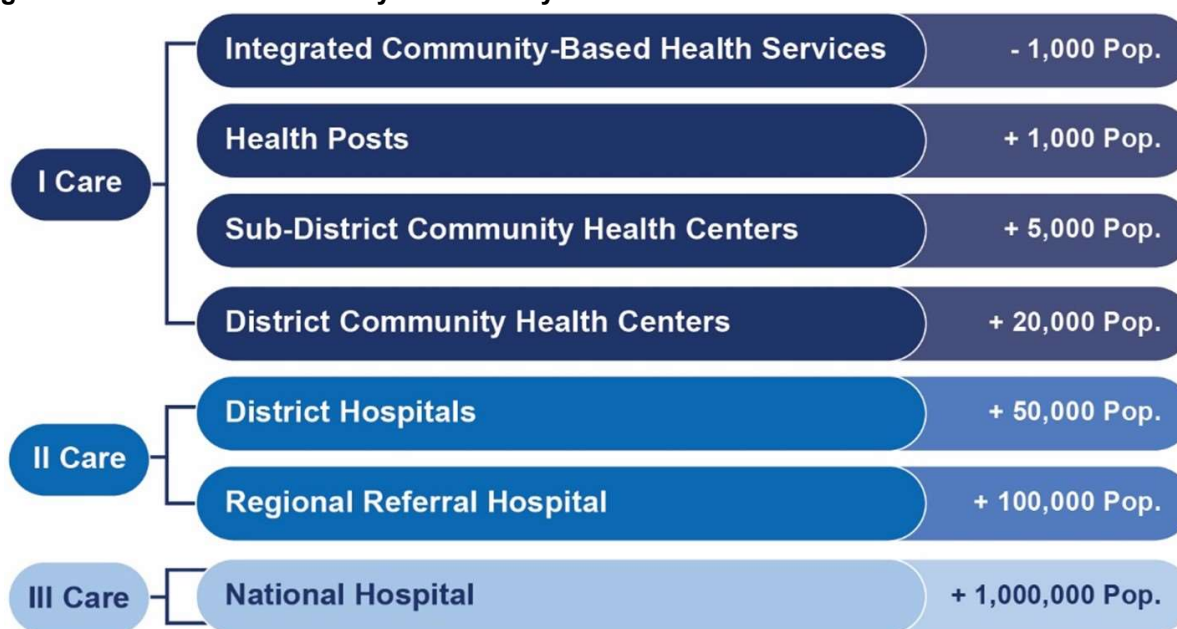 Integrated Community-Based Health Services - 1,000 Pop.
Health Posts + 1,000 Pop.
I Care
Sub-District Community Health Centers + 5,000 Pop.
District Community Health Centers + 20,000 Pop.
District Hospitals + 50,000 Pop.
II Care
Regional Referral Hospital + 100,000 Pop.
III Care
National Hospital + 1,000,000 Pop.